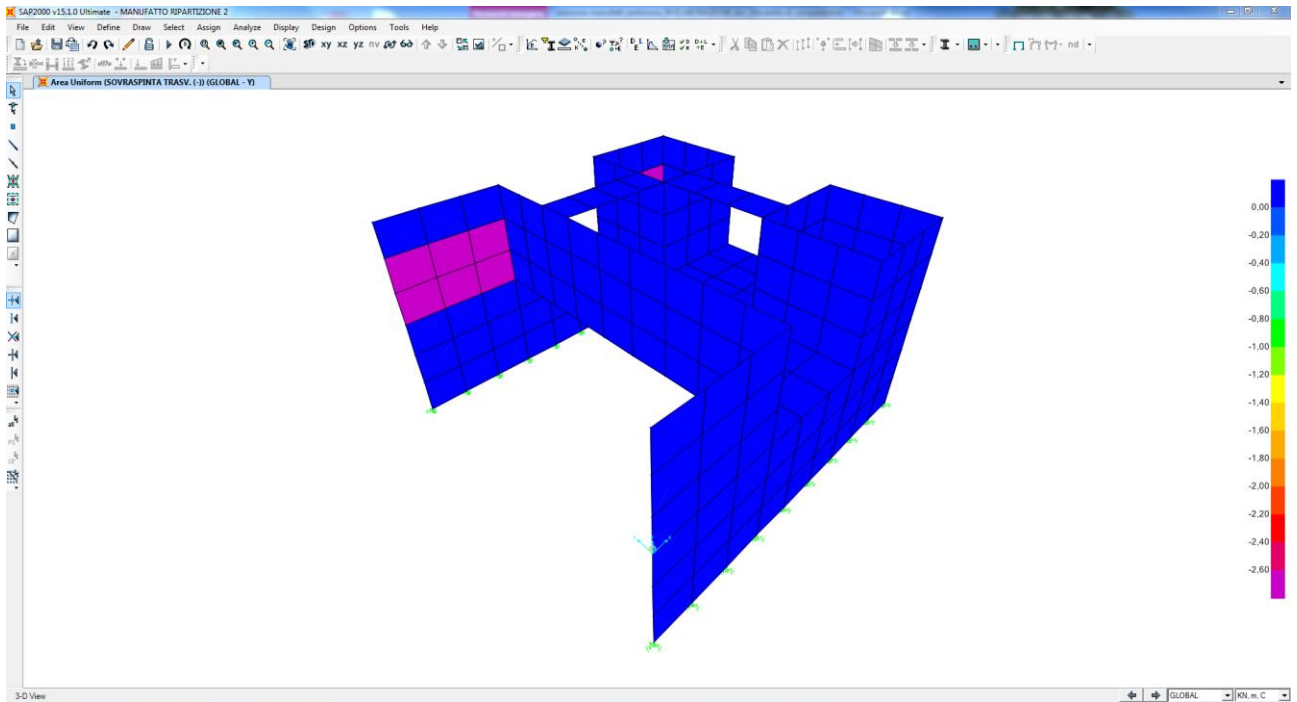 SAP2000 v15.1.0 Ultimate - MANUFATTO RIPARTIZIONE 2
File Edit View Define Draw Select Assign Analyze Display Design Options Tools Help
xy xz yz nv
nd
Area Uniform (SOVRASPINTA TRASV. (-)) (GLOBAL - Y)
0,00
-0,20
-0,40
-0,60
-0,80
-1,00
-1,20
-1,40
-1,60
-1,80
-2,00
-2,20
-2,40
-2,60
3-D View
GLOBAL
KN, m, C